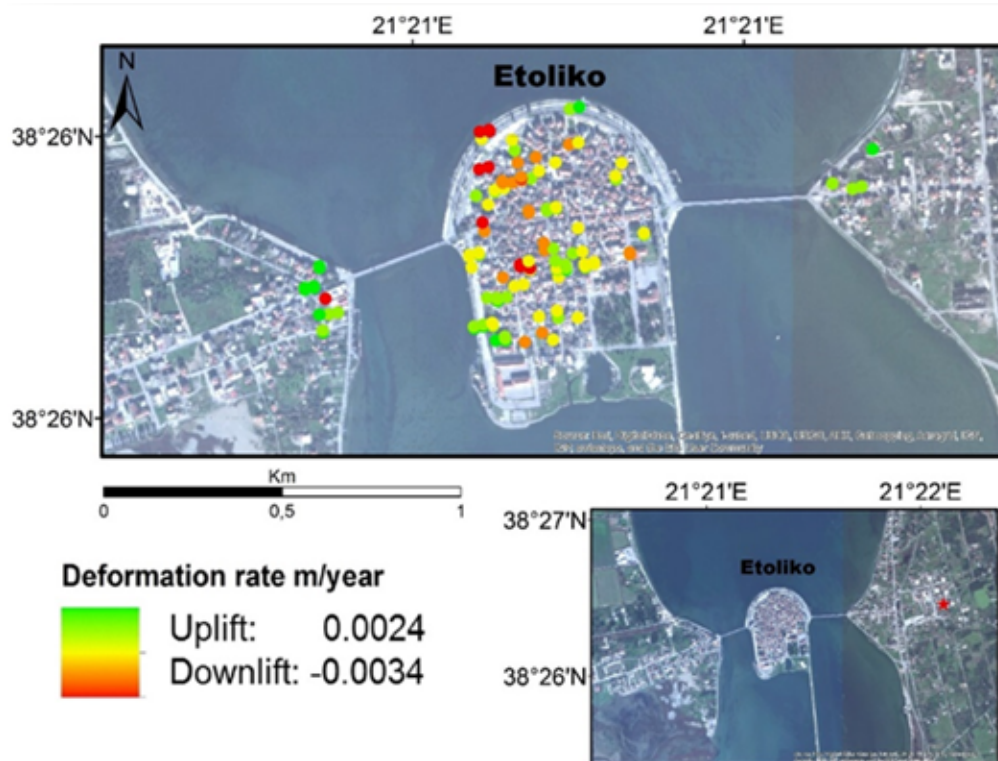 21°21'E 21°21'E
N
Etoliko
38°26'N
38°26'N
Km
0 0,5 1
21°21'E 21°22'E
38°27'N
Etoliko
38°26'N
Deformation rate m/year
Uplift: 0.0024
Downlift: -0.0034